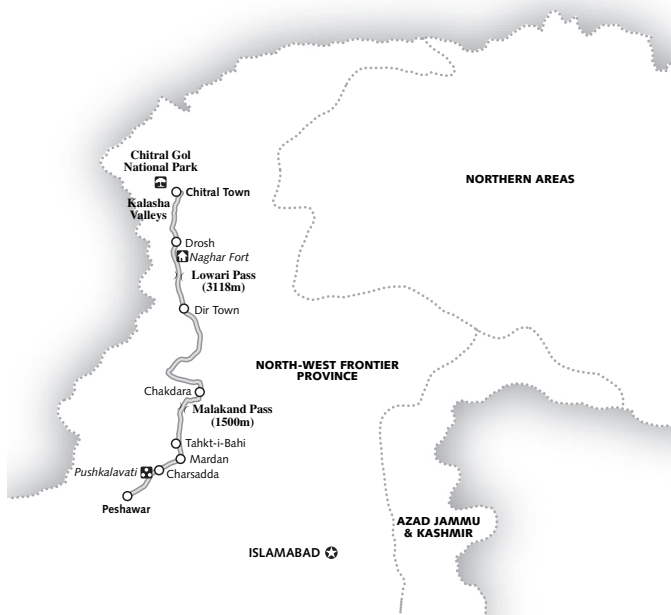 Chitral Gol
National Park
Chitral Town
NORTHERN AREAS
Kalasha
Valleys
Drosh
Naghar Fort
Lowari Pass
(3118m)
Dir Town
NORTH-WEST FRONTIER
PROVINCE
Chakdara
Malakand Pass
(1500m)
Tahkt-i-Bahi
Mardan
Pushkalavati
Charsadda
Peshawar
AZAD JAMMU
& KASHMIR
ISLAMABAD